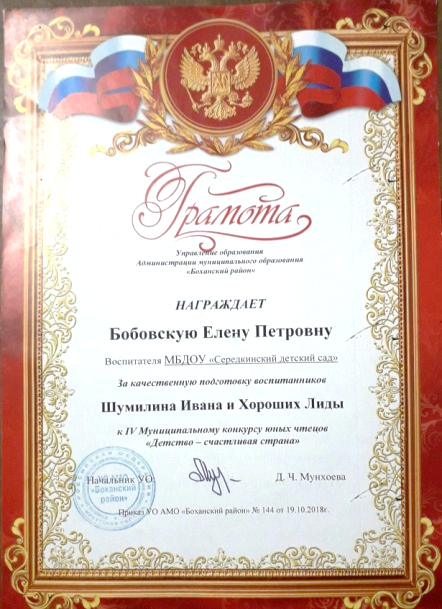 Грамота
Управление образования
Администрации муниципального образования
«Боханский район»
НАГРАЖДАЕТ
Бобовскую Елену Петровну
Воспитателя МБДОУ «Середкинский детский сад»
За качественную подготовку воспитанников
Шумилина Ивана и Хороших Лиды
к IV Муниципальному конкурсу юных чтецов
«Детство – счастливая страна»
Начальник УО: Д. Ч. Мунхоева
УО АМО
«Боханский
район»
Приказ УО АМО «Боханский район» № 144 от 19.10.2018г.